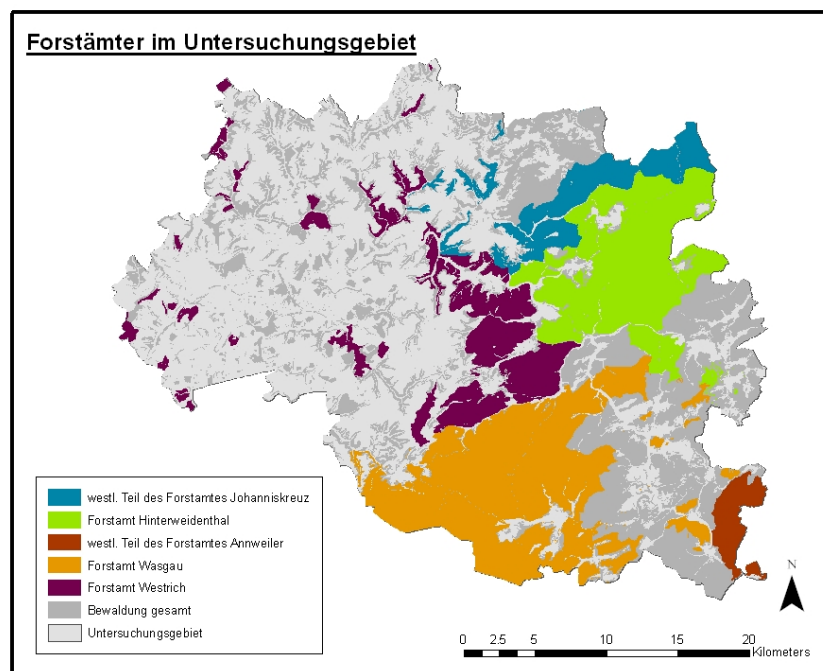 Forstämter im Untersuchungsgebiet
westl. Teil des Forstamtes Johanniskreuz
Forstamt Hinterweidenthal
westl. Teil des Forstamtes Annweiler
Forstamt Wasgau
Forstamt Westrich
Bewaldung gesamt
Untersuchungsgebiet
N
0 2.5 5 10 15 20
Kilometers